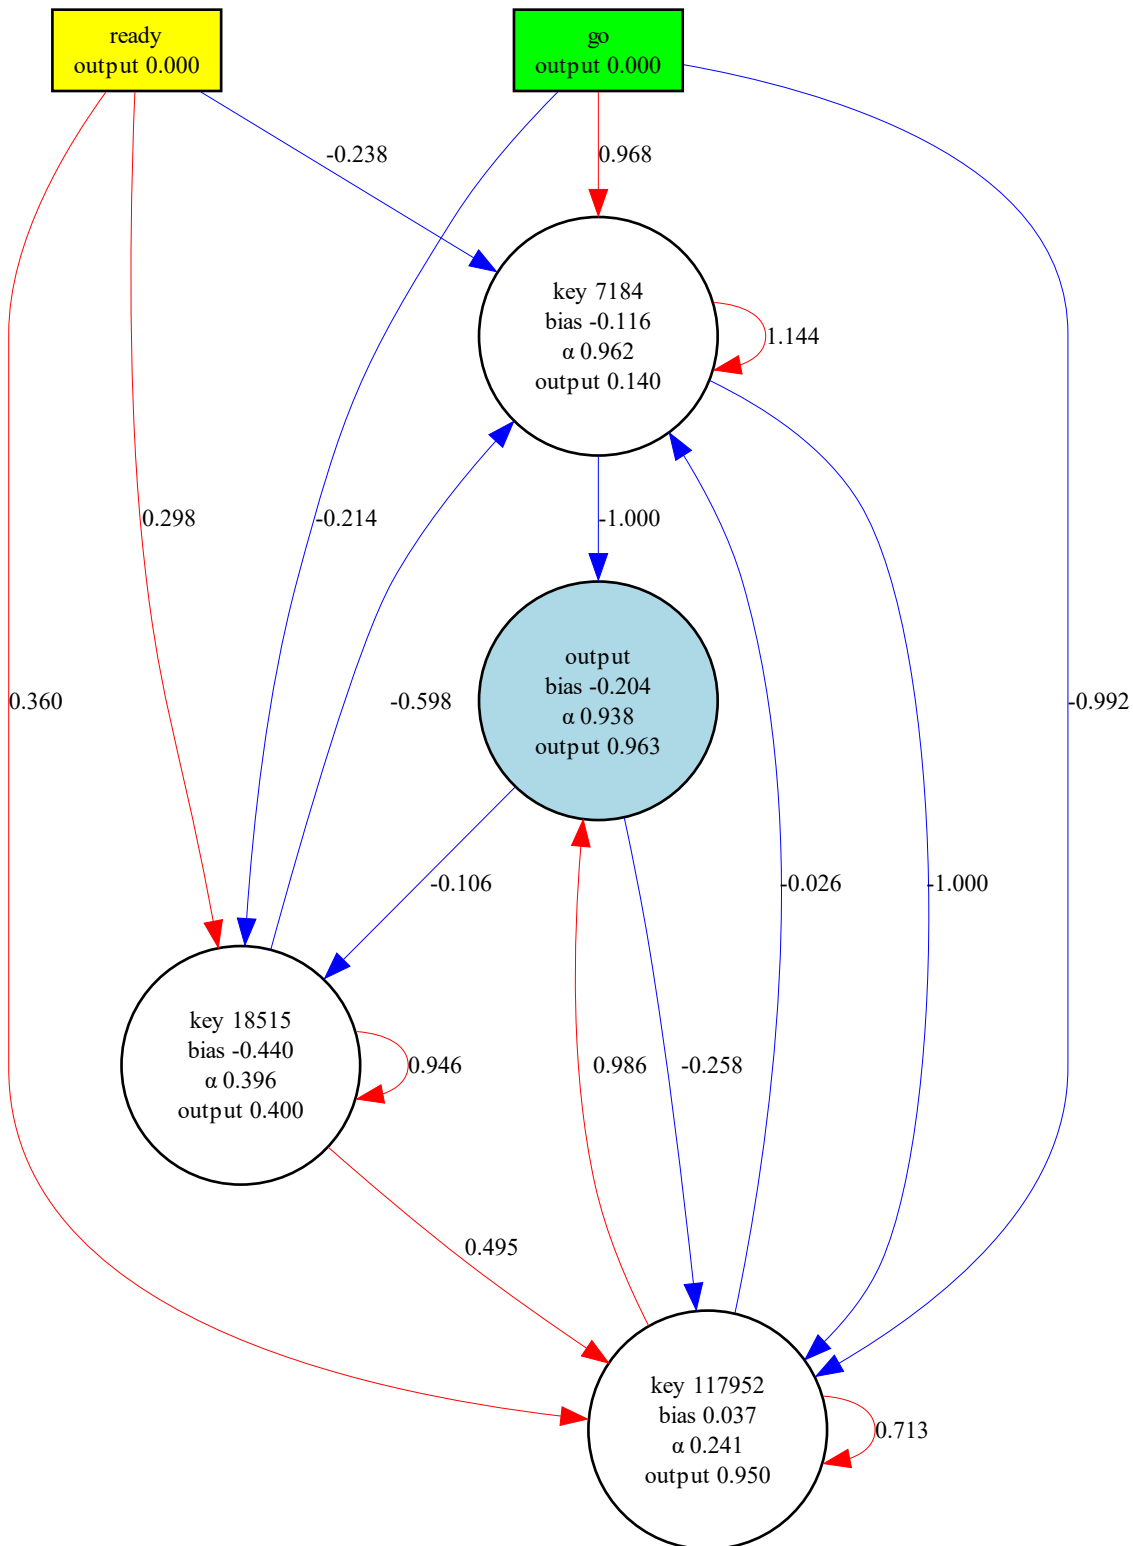 ready
output 0.000
go
output 0.000
-0.238
0.968
key 7184
bias -0.116
α 0.962
output 0.140
1.144
0.298
-0.214
-1.000
output
bias -0.204
α 0.938
output 0.963
0.360
-0.598
-0.992
-0.106
-0.026
-1.000
key 18515
bias -0.440
α 0.396
output 0.400
0.946
0.986
-0.258
0.495
key 117952
bias 0.037
α 0.241
output 0.950
0.713